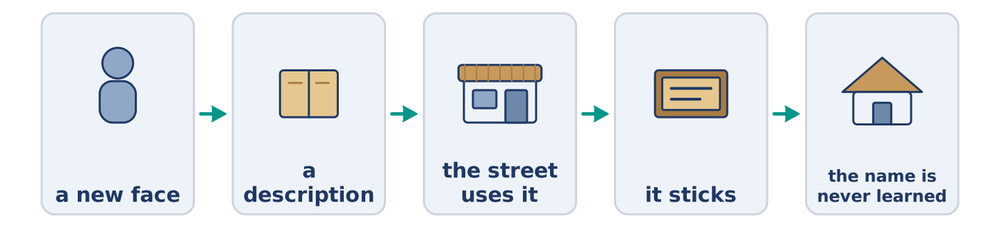 a new face
a
description
the street
uses it
it sticks
the name is
never learned